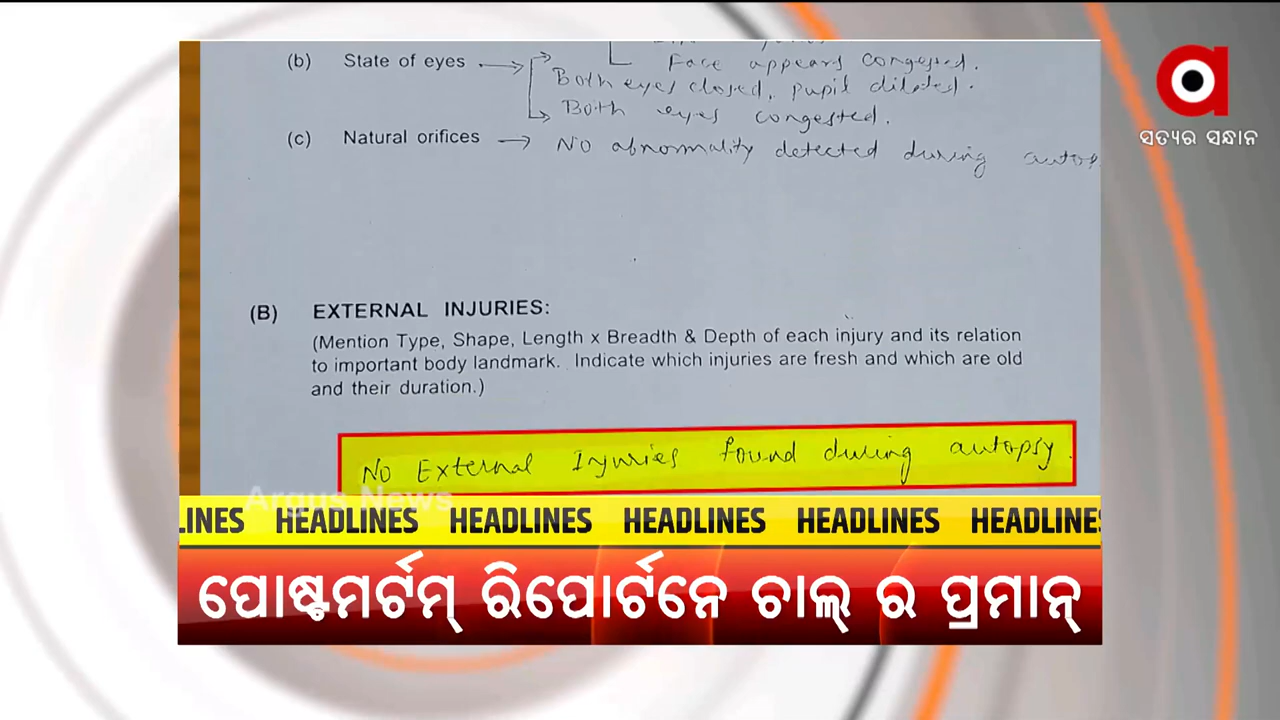 Face appears congested.
(b) State of eyes → Both eyes closed, pupil dilated.
Both eyes congested.
(c) Natural orifices → No abnormality detected during autop
(B) EXTERNAL INJURIES:
(Mention Type, Shape, Length x Breadth & Depth of each injury and its relation
to important body landmark. Indicate which injuries are fresh and which are old
and their duration.)
No External Injuries found during autopsy.
Argus News
LINES HEADLINES HEADLINES HEADLINES HEADLINES HEADLINES
ପୋଷ୍ଟମର୍ଟମ୍ ରିପୋର୍ଟନେ ଚାଲ୍ ର ପ୍ରମାନ୍
ସତ୍ୟର ସନ୍ଧାନ